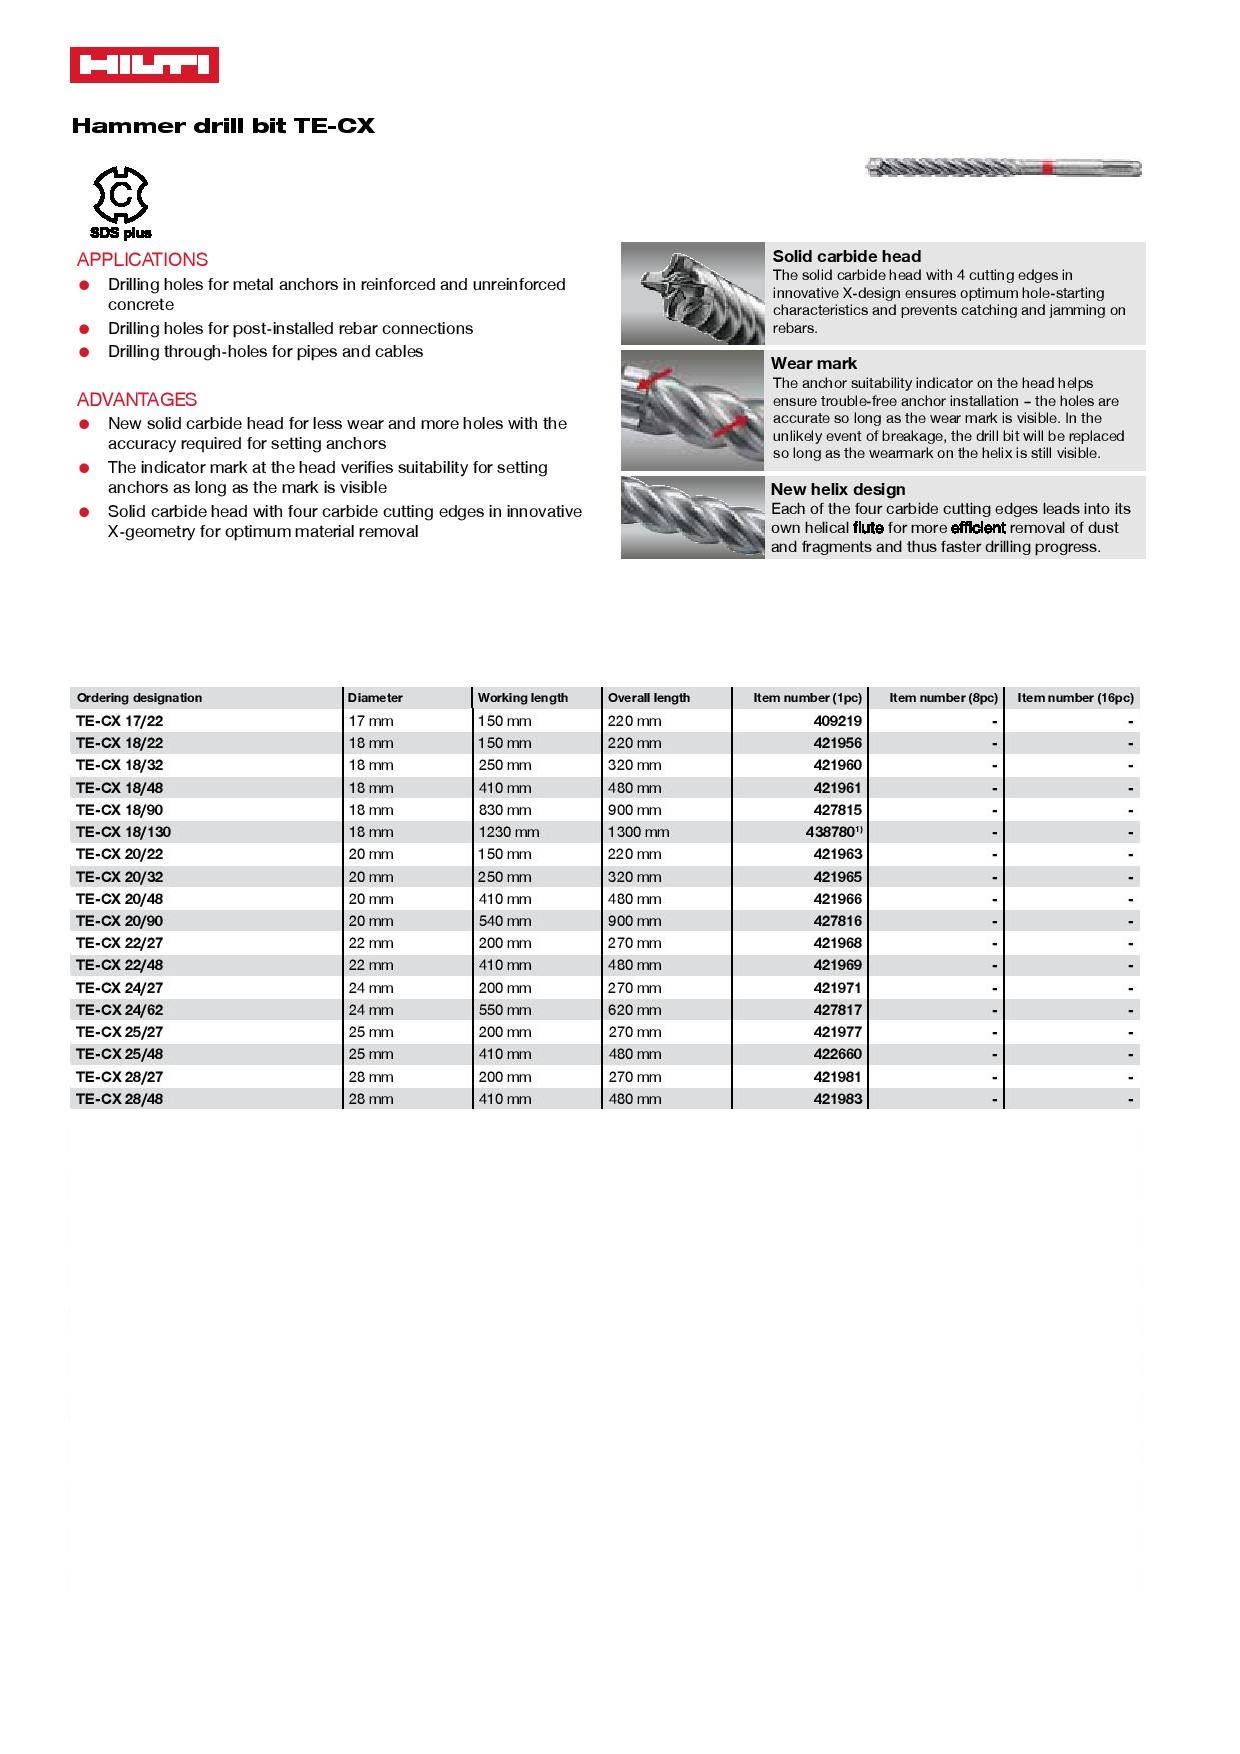 HILTI
Hammer drill bit TE-CX
C
SDS plus
APPLICATIONS
● Drilling holes for metal anchors in reinforced and unreinforced
concrete
● Drilling holes for post-installed rebar connections
● Drilling through-holes for pipes and cables
ADVANTAGES
● New solid carbide head for less wear and more holes with the
accuracy required for setting anchors
● The indicator mark at the head verifies suitability for setting
anchors as long as the mark is visible
● Solid carbide head with four carbide cutting edges in innovative
X-geometry for optimum material removal
Solid carbide head
The solid carbide head with 4 cutting edges in
innovative X-design ensures optimum hole-starting
characteristics and prevents catching and jamming on
rebars.
Wear mark
The anchor suitability indicator on the head helps
ensure trouble-free anchor installation – the holes are
accurate so long as the wear mark is visible. In the
unlikely event of breakage, the drill bit will be replaced
so long as the wearmark on the helix is still visible.
New helix design
Each of the four carbide cutting edges leads into its
own helical flute for more efficient removal of dust
and fragments and thus faster drilling progress.
Ordering designation Diameter Working length Overall length Item number (1pc) Item number (8pc) Item number (16pc)
TE-CX 17/22 17 mm 150 mm 220 mm 409219 - -
TE-CX 18/22 18 mm 150 mm 220 mm 421956 - -
TE-CX 18/32 18 mm 250 mm 320 mm 421960 - -
TE-CX 18/48 18 mm 410 mm 480 mm 421961 - -
TE-CX 18/90 18 mm 830 mm 900 mm 427815 - -
TE-CX 18/130 18 mm 1230 mm 1300 mm 438780¹⁾ - -
TE-CX 20/22 20 mm 150 mm 220 mm 421963 - -
TE-CX 20/32 20 mm 250 mm 320 mm 421965 - -
TE-CX 20/48 20 mm 410 mm 480 mm 421966 - -
TE-CX 20/90 20 mm 540 mm 900 mm 427816 - -
TE-CX 22/27 22 mm 200 mm 270 mm 421968 - -
TE-CX 22/48 22 mm 410 mm 480 mm 421969 - -
TE-CX 24/27 24 mm 200 mm 270 mm 421971 - -
TE-CX 24/62 24 mm 550 mm 620 mm 427817 - -
TE-CX 25/27 25 mm 200 mm 270 mm 421977 - -
TE-CX 25/48 25 mm 410 mm 480 mm 422660 - -
TE-CX 28/27 28 mm 200 mm 270 mm 421981 - -
TE-CX 28/48 28 mm 410 mm 480 mm 421983 - -